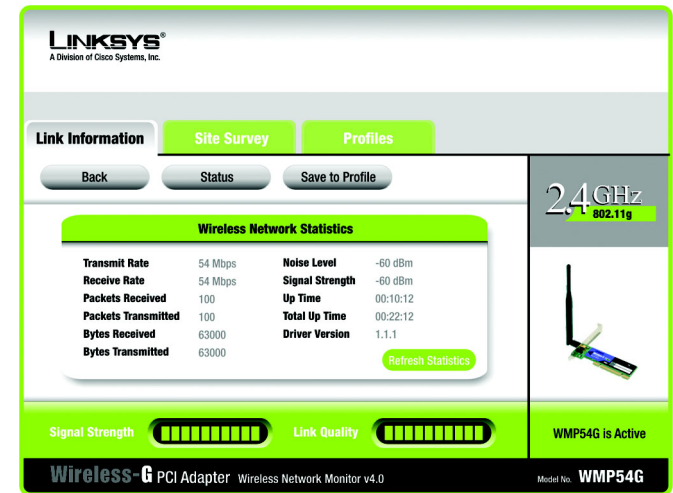 LINKSYS®
A Division of Cisco Systems, Inc.
Link Information
Site Survey
Profiles
Back
Status
Save to Profile
2.4GHz
802.11g
Wireless Network Statistics
Transmit Rate 54 Mbps Noise Level -60 dBm
Receive Rate 54 Mbps Signal Strength -60 dBm
Packets Received 100 Up Time 00:10:12
Packets Transmitted 100 Total Up Time 00:22:12
Bytes Received 63000 Driver Version 1.1.1
Bytes Transmitted 63000
Refresh Statistics
Signal Strength
Link Quality
WMP54G is Active
Wireless-G PCI Adapter Wireless Network Monitor v4.0
Model No. WMP54G